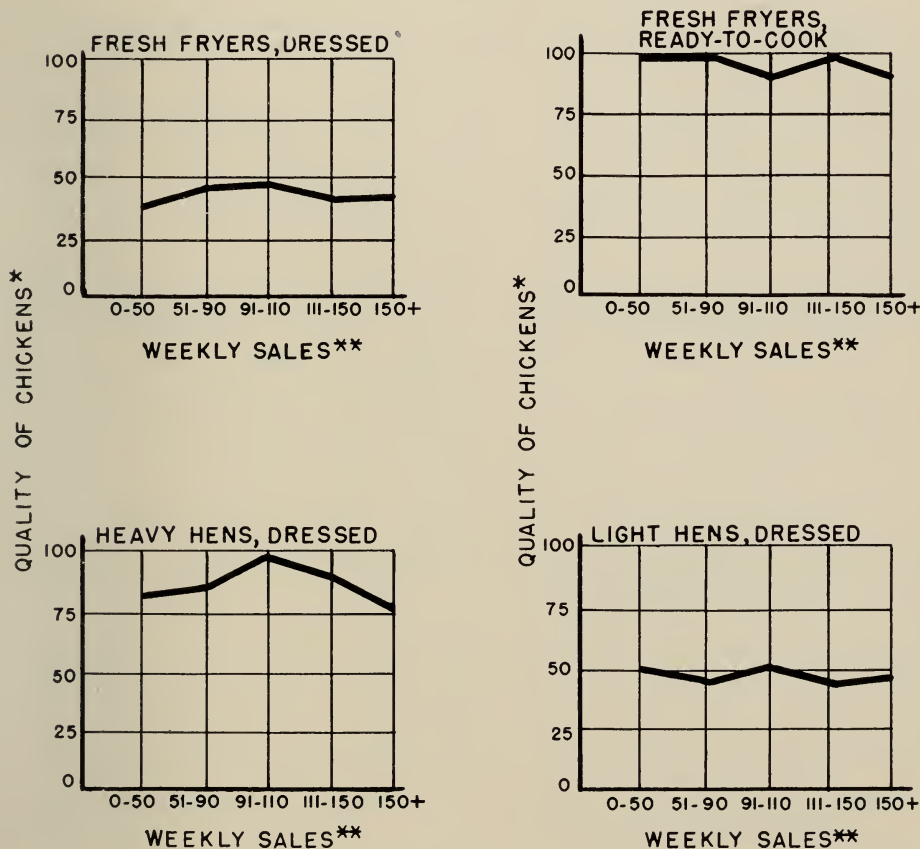 FRESH FRYERS, DRESSED
100
75
50
25
0
0-50 51-90 91-110 111-150 150+
WEEKLY SALES**
FRESH FRYERS,
READY-TO-COOK
100
75
50
25
0
0-50 51-90 91-110 111-150 150+
WEEKLY SALES**
QUALITY OF CHICKENS*
QUALITY OF CHICKENS*
HEAVY HENS, DRESSED
100
75
50
25
0
0-50 51-90 91-110 111-150 150+
WEEKLY SALES**
LIGHT HENS, DRESSED
100
75
50
25
0
0-50 51-90 91-110 111-150 150+
WEEKLY SALES**